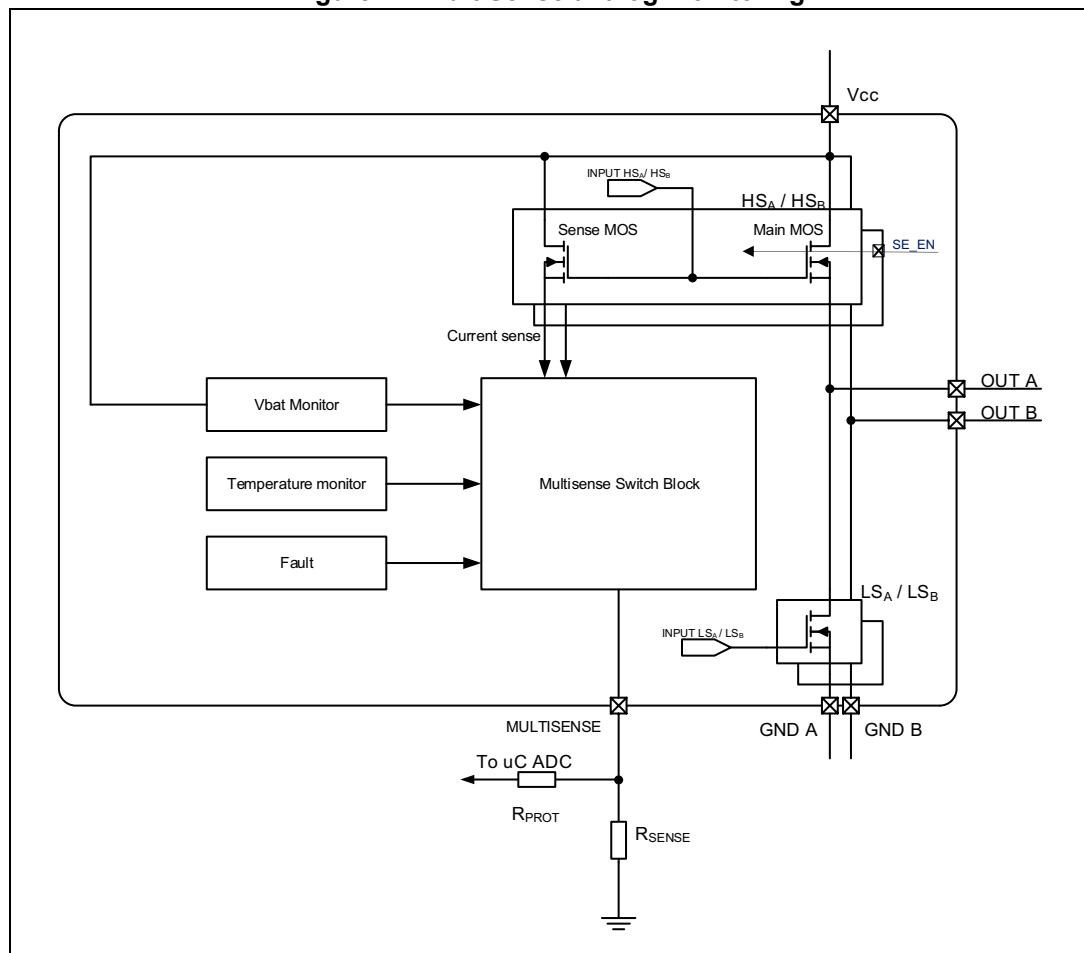 Vcc
INPUT HSA/ HSB
HSA / HSB
Sense MOS
Main MOS
SE_EN
Current sense
Vbat Monitor
OUT A
OUT B
Temperature monitor
Multisense Switch Block
Fault
LSA / LSB
INPUT LSA / LSB
MULTISENSE
GND A
GND B
To uC ADC
RPROT
RSENSE